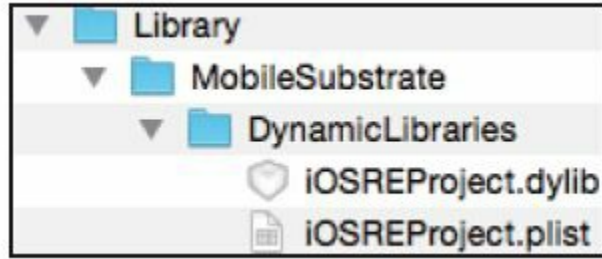 Library
MobileSubstrate
DynamicLibraries
iOSREProject.dylib
iOSREProject.plist